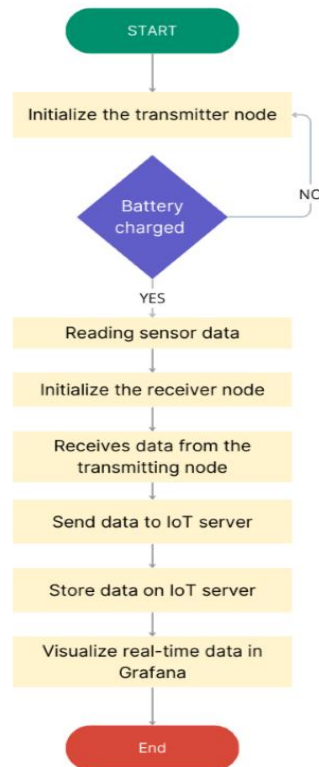 START
Initialize the transmitter node
Battery
charged
NO
YES
Reading sensor data
Initialize the receiver node
Receives data from the
transmitting node
Send data to IoT server
Store data on IoT server
Visualize real-time data in
Grafana
End